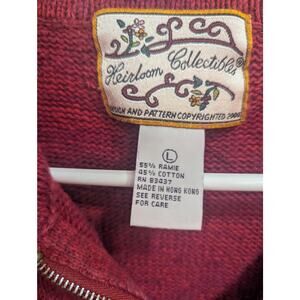 Heirloom Collectibles®
AND PATTERN COPYRIGHTED 2000
L
55% RAMIE
45% COTTON
RN 83437
MADE IN HONG KONG
SEE REVERSE
FOR CARE